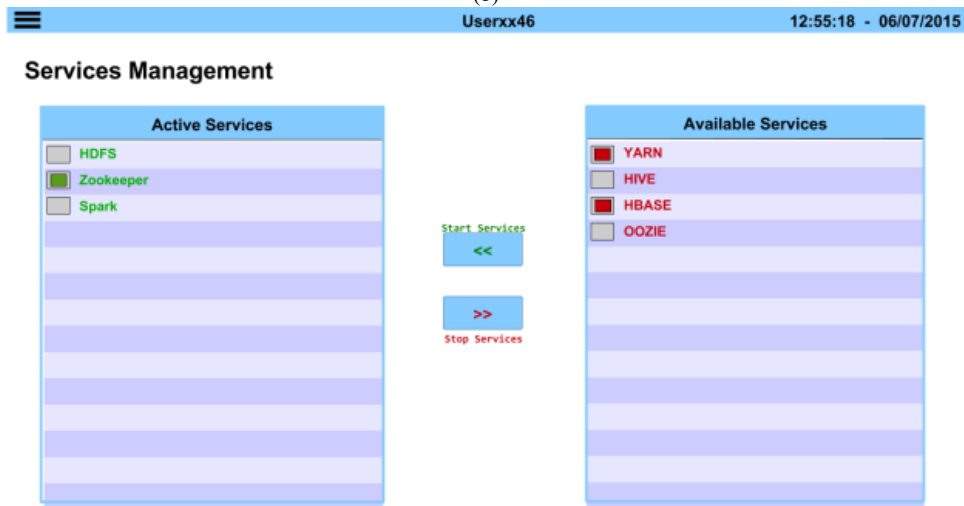 Userxx46 12:55:18 - 06/07/2015
Services Management
Active Services
HDFS
Zookeeper
Spark
Start Services
<<
>>
Stop Services
Available Services
YARN
HIVE
HBASE
OOZIE